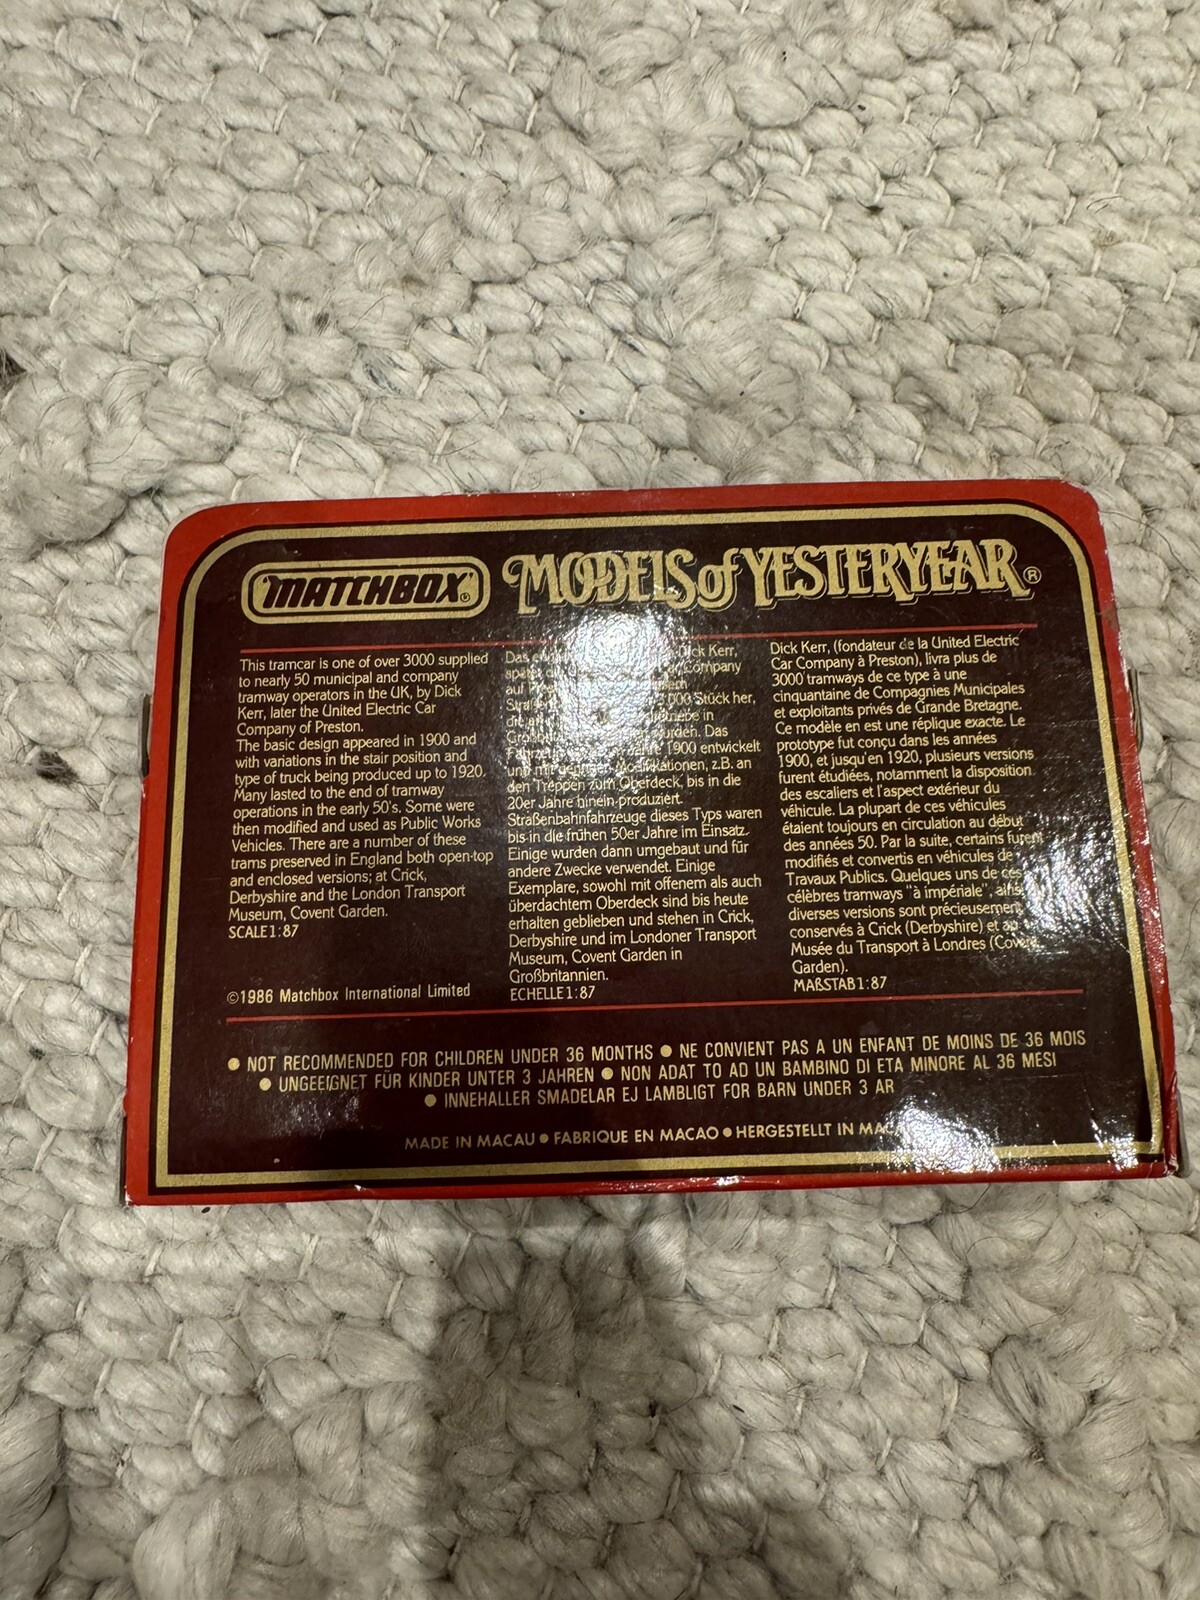 MATCHBOX®
MODELS of YESTERYEAR®
This tramcar is one of over 3000 supplied
to nearly 50 municipal and company
tramway operators in the UK, by Dick
Kerr, later the United Electric Car
Company of Preston.
The basic design appeared in 1900 and
with variations in the stair position and
type of truck being produced up to 1920.
Many lasted to the end of tramway
operations in the early 50's. Some were
then modified and used as Public Works
Vehicles. There are a number of these
trams preserved in England both open-top
and enclosed versions; at Crick,
Derbyshire and the London Transport
Museum, Covent Garden.
SCALE 1:87
©1986 Matchbox International Limited
Das Dick Kerr,
Company
auf
Stück her,
in
wurden. Das
1900 entwickelt
und mit Modifikationen, z.B. an
den Treppen zum Oberdeck, bis in die
20er Jahre hinein produziert.
Straßenbahnfahrzeuge dieses Typs waren
bis in die frühen 50er Jahre im Einsatz.
Einige wurden dann umgebaut und für
andere Zwecke verwendet. Einige
Exemplare, sowohl mit offenem als auch
überdachtem Oberdeck sind bis heute
erhalten geblieben und stehen in Crick,
Derbyshire und im Londoner Transport
Museum, Covent Garden in
Großbritannien.
ECHELLE 1:87
Dick Kerr, (fondateur de la United Electric
Car Company à Preston), livra plus de
3000 tramways de ce type à une
cinquantaine de Compagnies Municipales
et exploitants privés de Grande Bretagne.
Ce modèle en est une réplique exacte. Le
prototype fut conçu dans les années
1900, et jusqu'en 1920, plusieurs versions
furent étudiées, notamment la disposition
des escaliers et l'aspect extérieur du
véhicule. La plupart de ces véhicules
étaient toujours en circulation au début
des années 50. Par la suite, certains furent
modifiés et convertis en véhicules de
Travaux Publics. Quelques uns de ces
célèbres tramways "à impériale", ainsi
diverses versions sont précieusement
conservés à Crick (Derbyshire) et au
Musée du Transport à Londres (Covent
Garden).
MAßSTAB 1:87
● NOT RECOMMENDED FOR CHILDREN UNDER 36 MONTHS ● NE CONVIENT PAS A UN ENFANT DE MOINS DE 36 MOIS
● UNGEEIGNET FÜR KINDER UNTER 3 JAHREN ● NON ADAT TO AD UN BAMBINO DI ETA MINORE AL 36 MESI
● INNEHALLER SMADELAR EJ LAMBLIGT FOR BARN UNDER 3 AR
MADE IN MACAU ● FABRIQUE EN MACAO ● HERGESTELLT IN